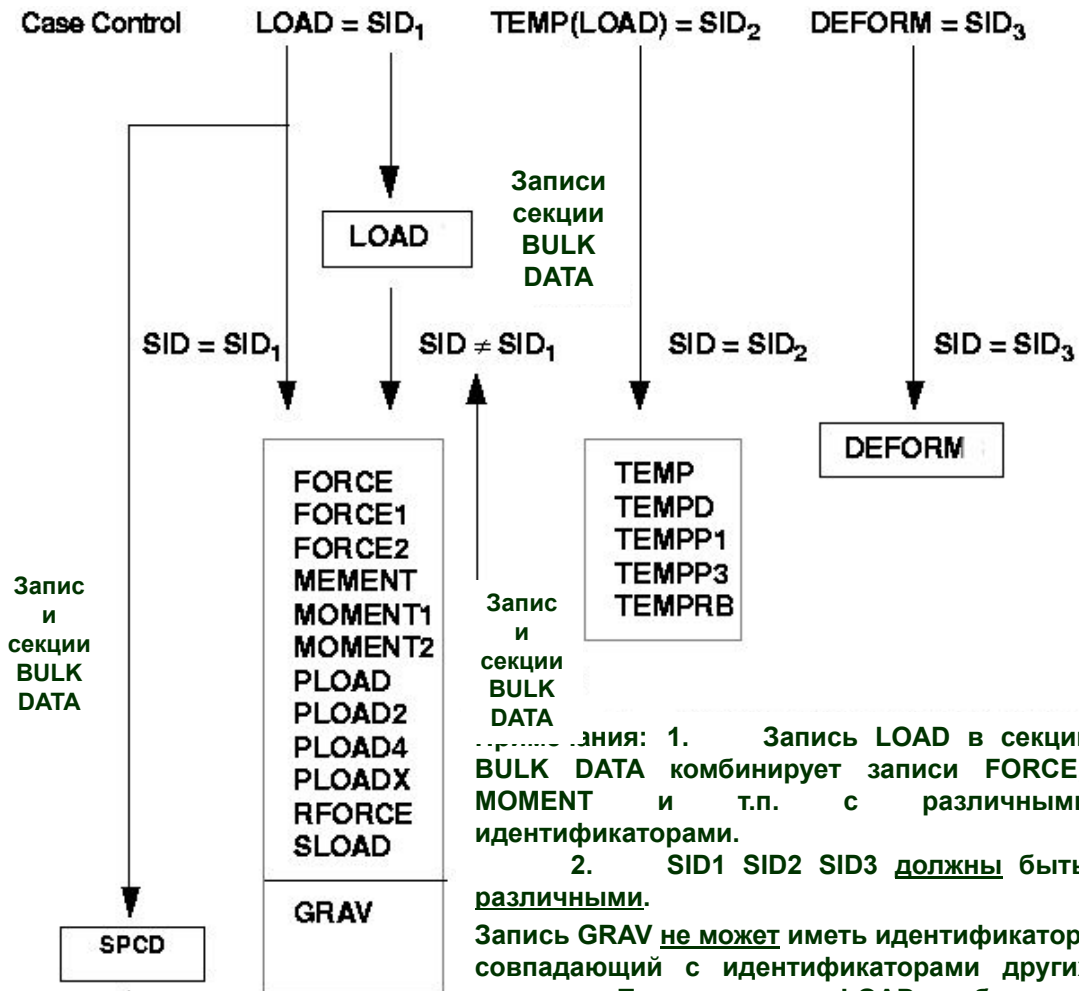 Case Control LOAD = SID₁ TEMP(LOAD) = SID₂ DEFORM = SID₃
Записи
секции
BULK
DATA
LOAD
SID = SID₁ SID ≠ SID₁ SID = SID₂ SID = SID₃
DEFORM
FORCE
FORCE1
FORCE2
MEMENT
MOMENT1
MOMENT2
PLOAD
PLOAD2
PLOAD4
PLOADX
RFORCE
SLOAD
GRAV
TEMP
TEMPD
TEMPP1
TEMPP3
TEMPRB
Запис
и
секции
BULK
DATA
Запис
и
секции
BULK
DATA
SPCD
1. Запись LOAD в секции
BULK DATA комбинирует записи FORCE
MOMENT и т.п. с различными
идентификаторами.
2. SID1 SID2 SID3 должны быть
различными.
Запись GRAV не может иметь идентификатор
совпадающий с идентификаторами других